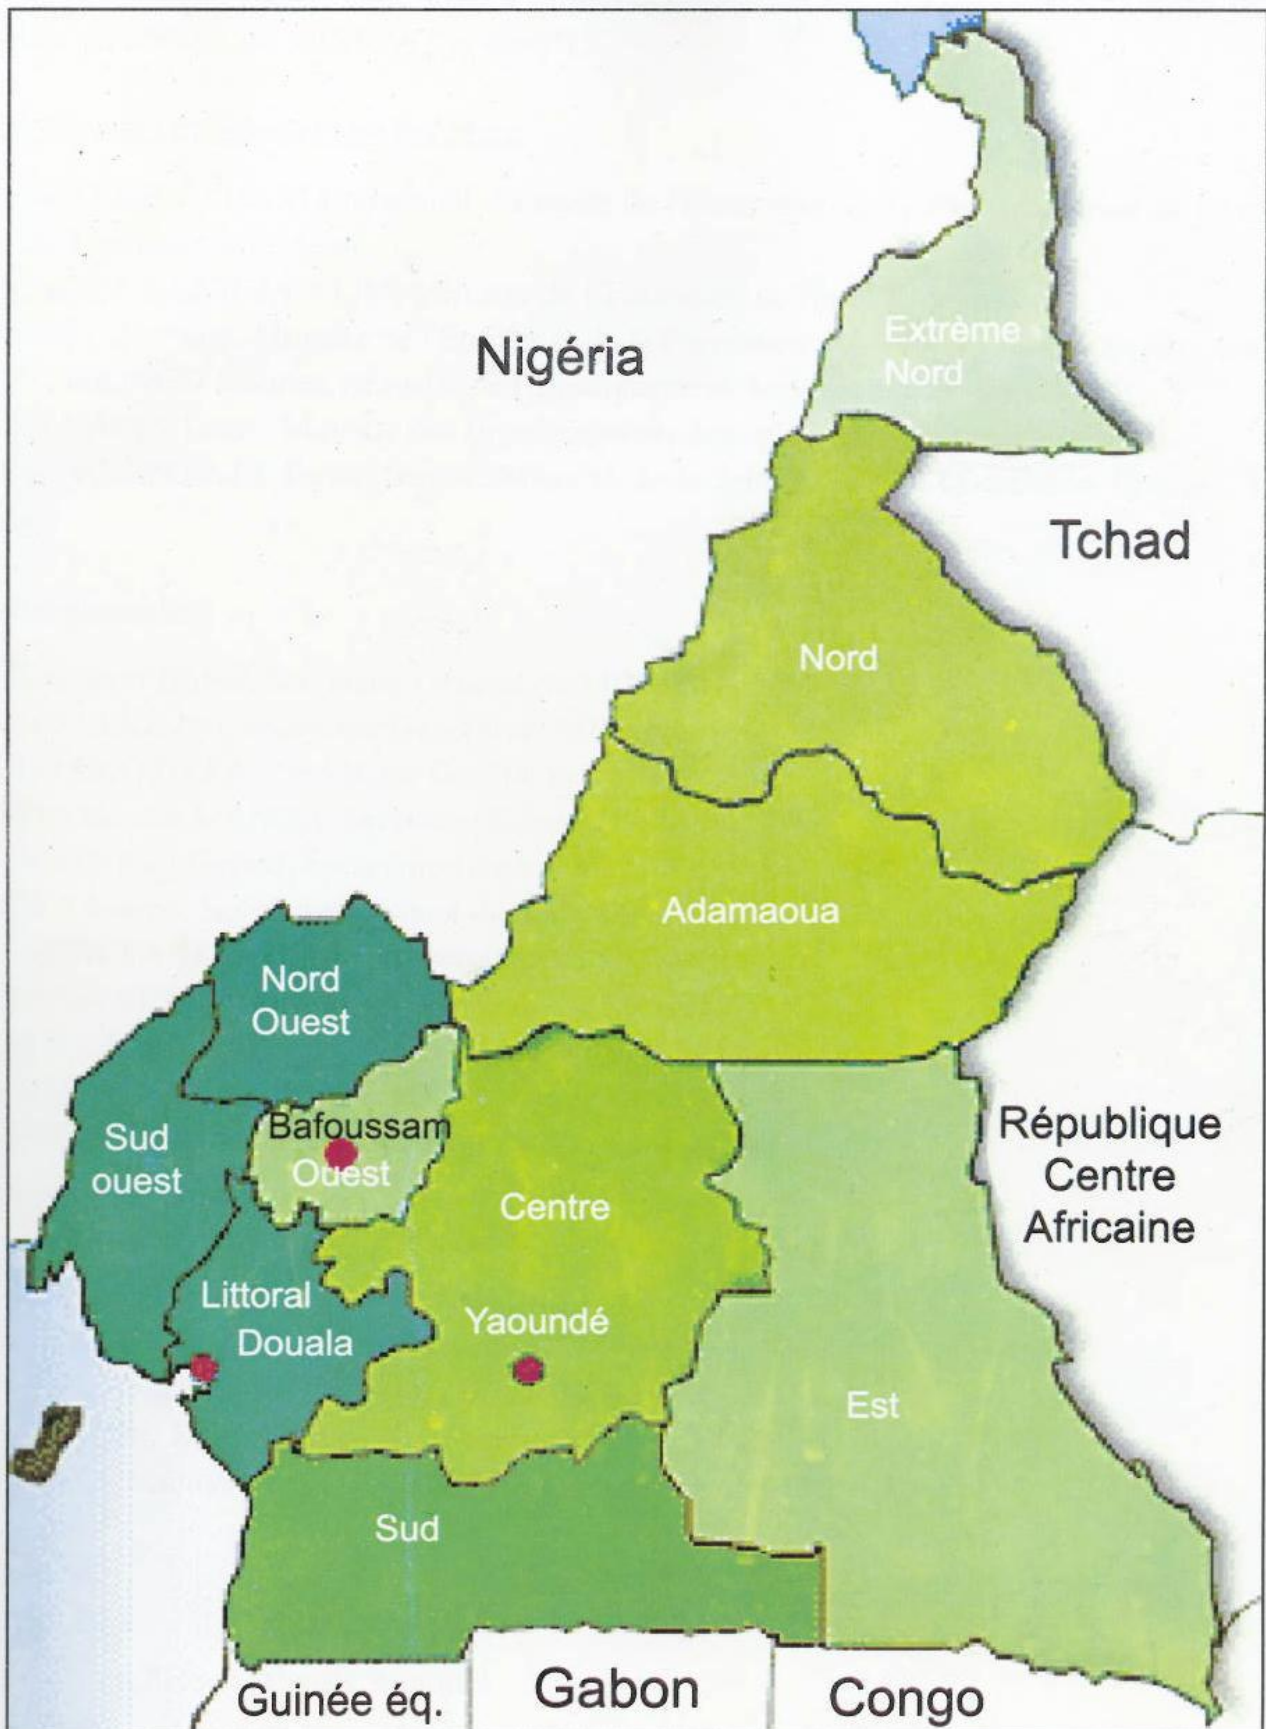 Extrème
Nord
Nigéria
Tchad
Nord
Adamaoua
Nord
Ouest
Sud
ouest
Bafoussam
Ouest
Centre
République
Centre
Africaine
Littoral
Douala
Yaoundé
Est
Sud
Guinée éq.
Gabon
Congo